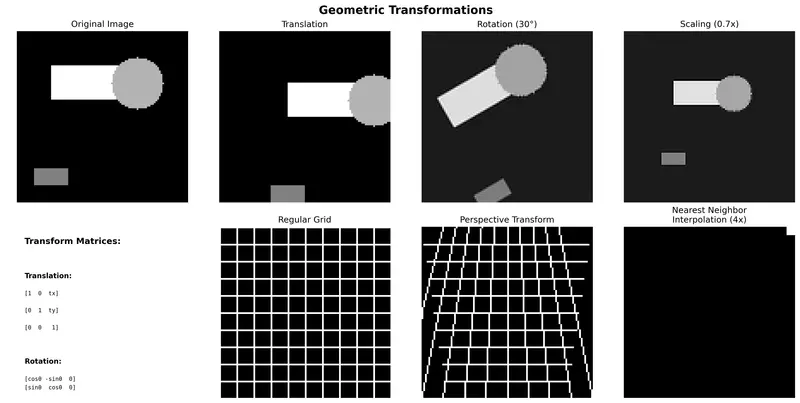 Geometric Transformations
Original Image
Translation
Rotation (30°)
Scaling (0.7x)
Transform Matrices:
Translation:
[1 0 tx]
[0 1 ty]
[0 0 1]
Rotation:
[cosθ -sinθ 0]
[sinθ cosθ 0]
Regular Grid
Perspective Transform
Nearest Neighbor
Interpolation (4x)